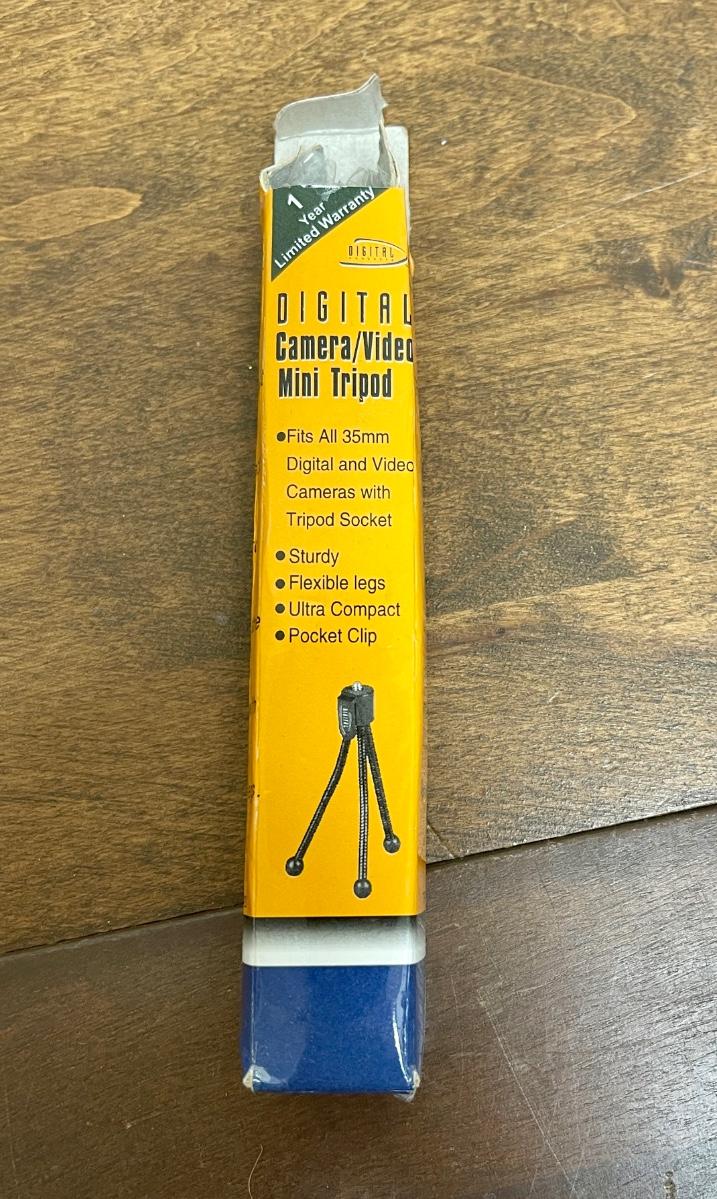 1
Year
Limited Warranty
DIGITAL
DIGITAL
Camera/Video
Mini Tripod
●Fits All 35mm
Digital and Video
Cameras with
Tripod Socket
● Sturdy
● Flexible legs
● Ultra Compact
● Pocket Clip